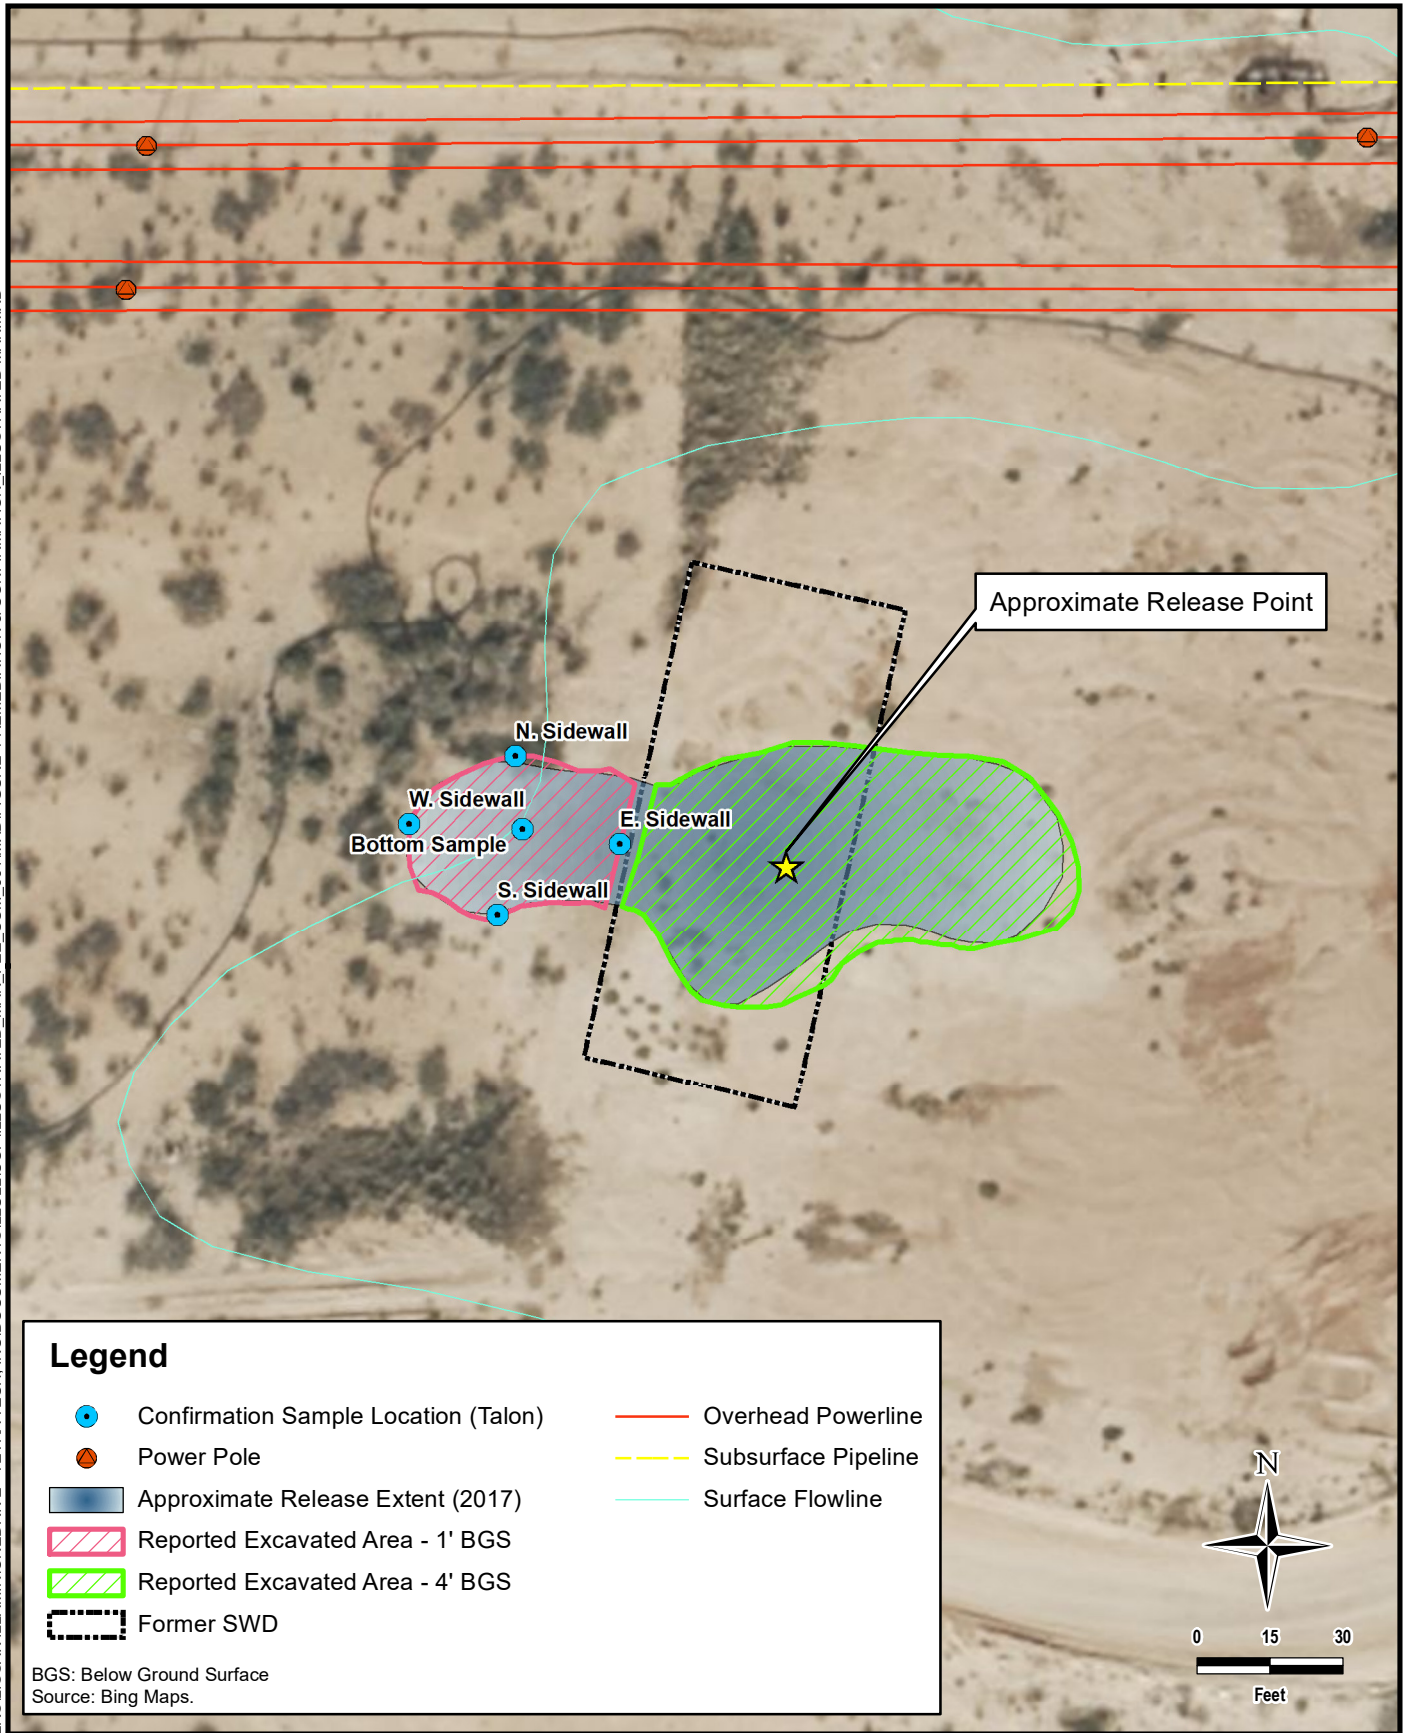 Approximate Release Point
N. Sidewall
W. Sidewall
E. Sidewall
Bottom Sample
S. Sidewall
Legend
Confirmation Sample Location (Talon)
Power Pole
Approximate Release Extent (2017)
Reported Excavated Area - 1' BGS
Reported Excavated Area - 4' BGS
Former SWD
Overhead Powerline
Subsurface Pipeline
Surface Flowline
BGS: Below Ground Surface
Source: Bing Maps.
N
0 15 30
Feet